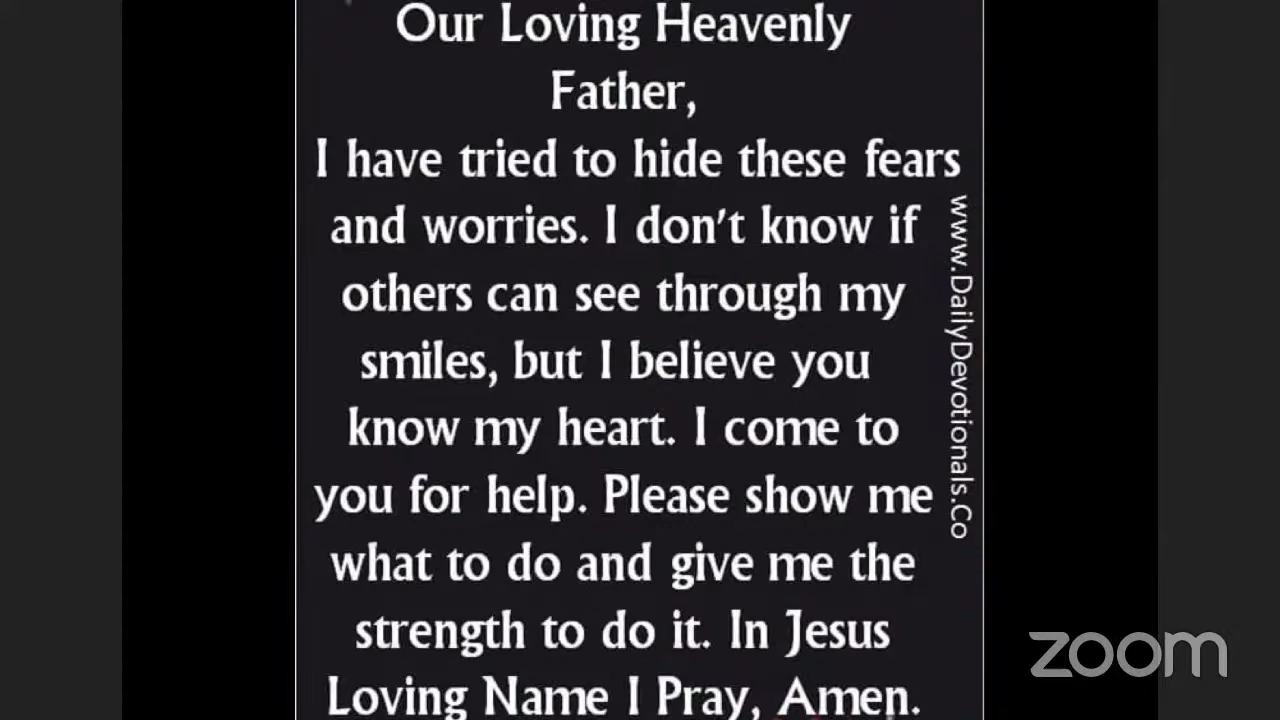 Our Loving Heavenly
Father,
I have tried to hide these fears
and worries. I don't know if
others can see through my
smiles, but I believe you
know my heart. I come to
you for help. Please show me
what to do and give me the
strength to do it. In Jesus
Loving Name I Pray, Amen.
www.DailyDevotionals.Co
zoom